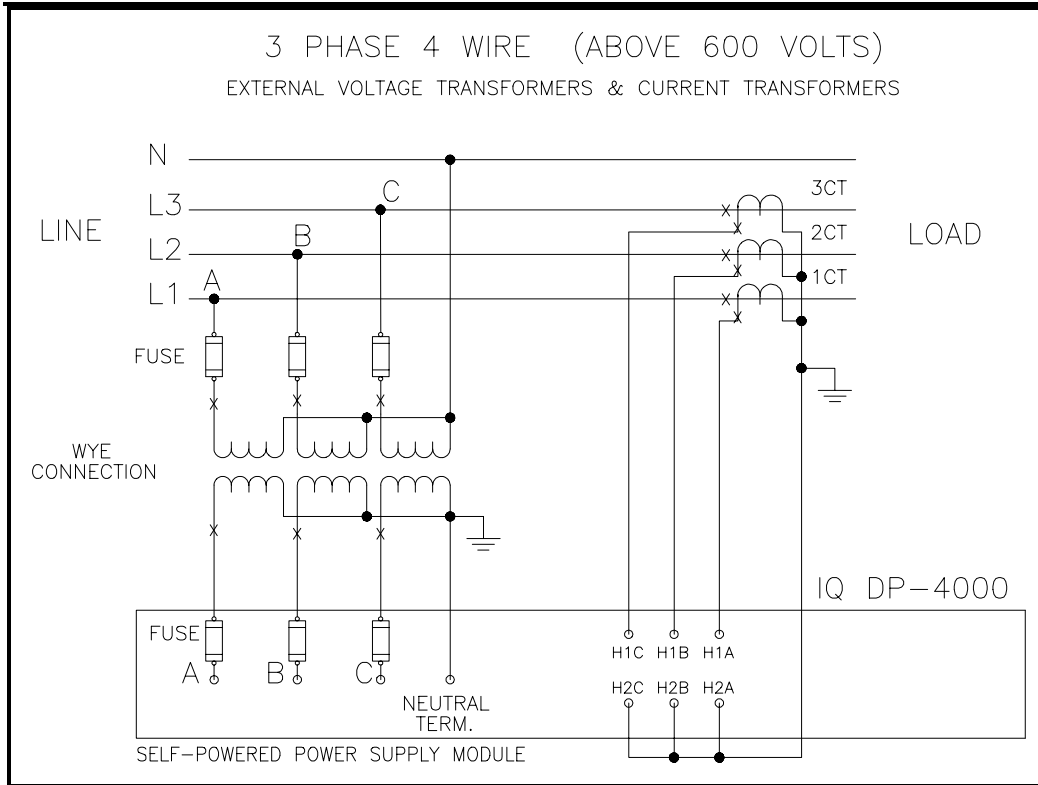 3 PHASE 4 WIRE (ABOVE 600 VOLTS)
EXTERNAL VOLTAGE TRANSFORMERS & CURRENT TRANSFORMERS
N
C
3CT
L3
LINE
B
2CT
LOAD
L2
A
1CT
L1
FUSE
WYE
CONNECTION
IQ DP-4000
FUSE
H1C H1B H1A
A B C
H2C H2B H2A
NEUTRAL
TERM.
SELF-POWERED POWER SUPPLY MODULE